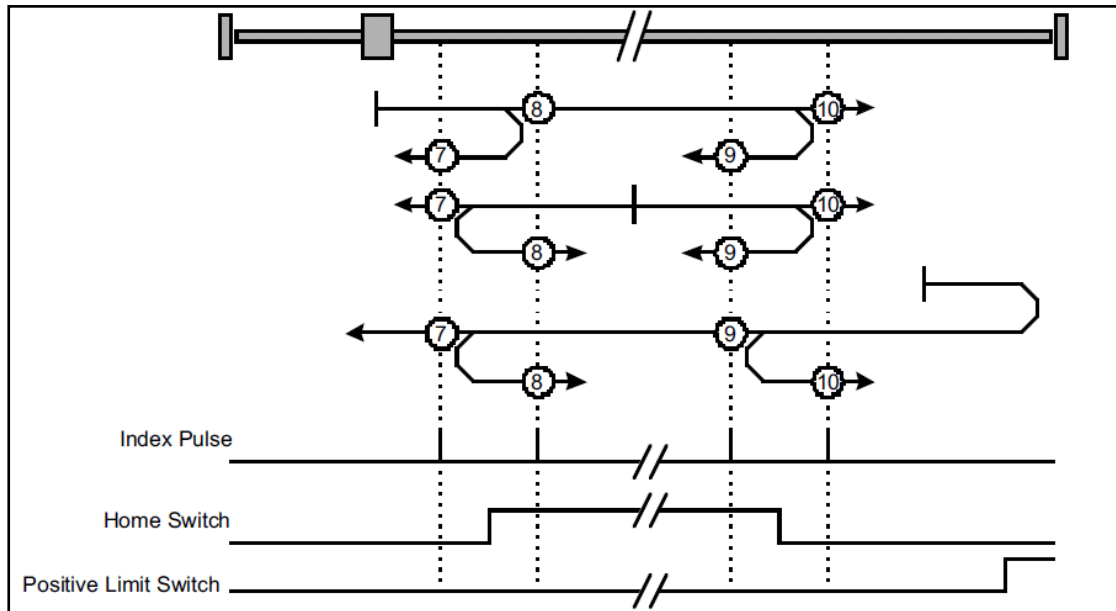 8 10
7 9
7 10
8 9
7 9
8 10
Index Pulse
Home Switch
Positive Limit Switch